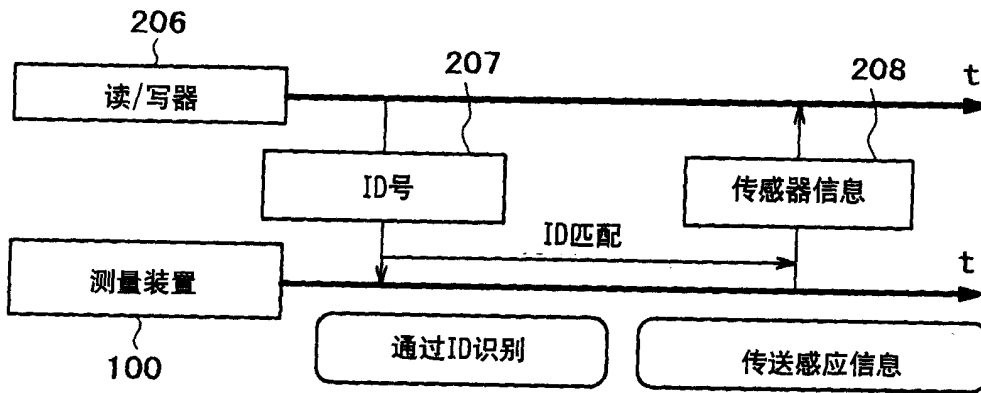 206
读/写器
207
208
t
ID号
传感器信息
ID匹配
测量装置
t
100
通过ID识别
传送感应信息